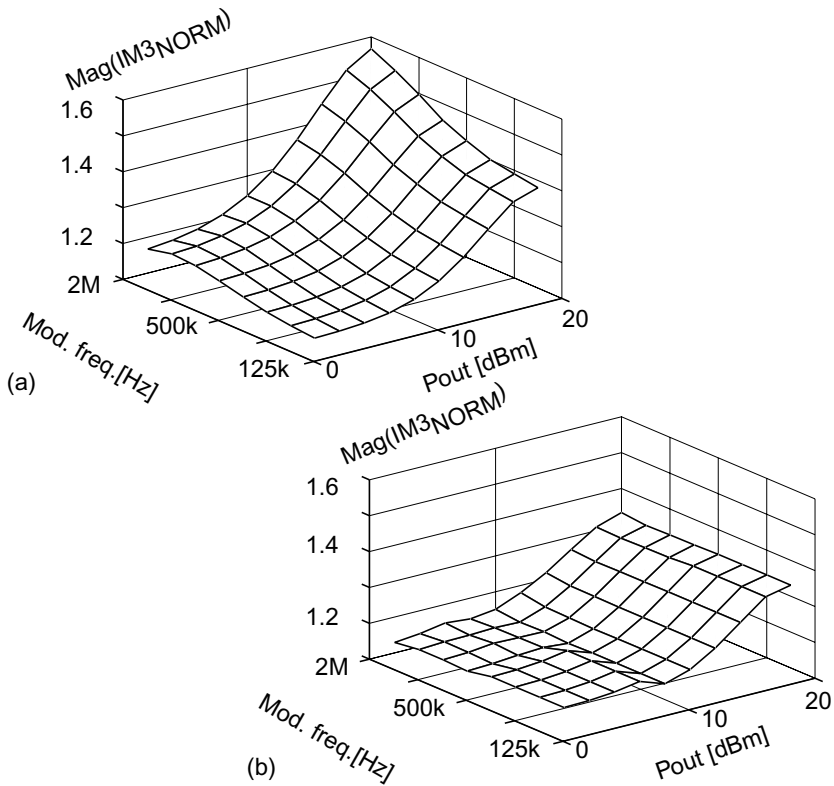 Mag(IM3NORM)
1.6
1.4
1.2
2M
500k
125k
Mod. freq.[Hz]
0
10
20
Pout [dBm]
(a)
Mag(IM3NORM)
1.6
1.4
1.2
2M
500k
125k
Mod. freq.[Hz]
0
10
20
Pout [dBm]
(b)